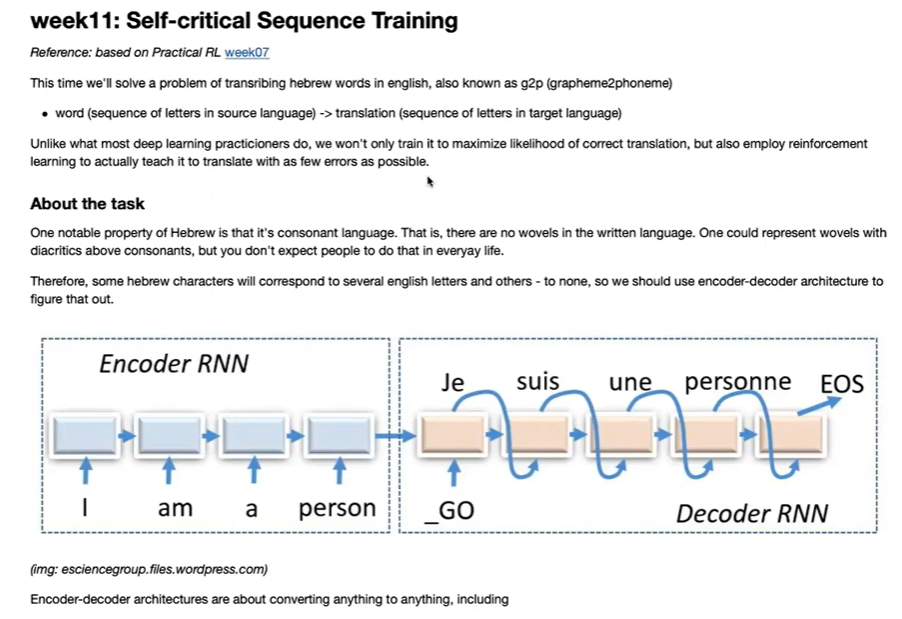 week11: Self-critical Sequence Training
Reference: based on Practical RL week07
This time we'll solve a problem of transribing hebrew words in english, also known as g2p (grapheme2phoneme)
• word (sequence of letters in source language) -> translation (sequence of letters in target language)
Unlike what most deep learning practicioners do, we won't only train it to maximize likelihood of correct translation, but also employ reinforcement
learning to actually teach it to translate with as few errors as possible.
About the task
One notable property of Hebrew is that it's consonant language. That is, there are no wovels in the written language. One could represent wovels with
diacritics above consonants, but you don't expect people to do that in everyay life.
Therefore, some hebrew characters will correspond to several english letters and others - to none, so we should use encoder-decoder architecture to
figure that out.
Encoder RNN
I am a person
Je suis une personne EOS
_GO
Decoder RNN
(img: esciencegroup.files.wordpress.com)
Encoder-decoder architectures are about converting anything to anything, including